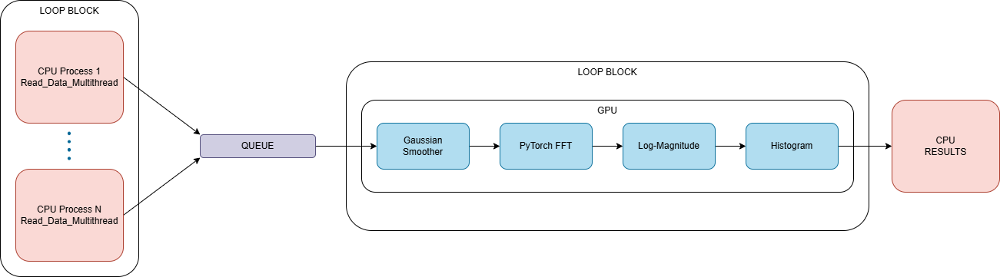 LOOP BLOCK
CPU Process 1
Read_Data_Multithread
CPU Process N
Read_Data_Multithread
QUEUE
LOOP BLOCK
GPU
Gaussian
Smoother
PyTorch FFT
Log-Magnitude
Histogram
CPU
RESULTS